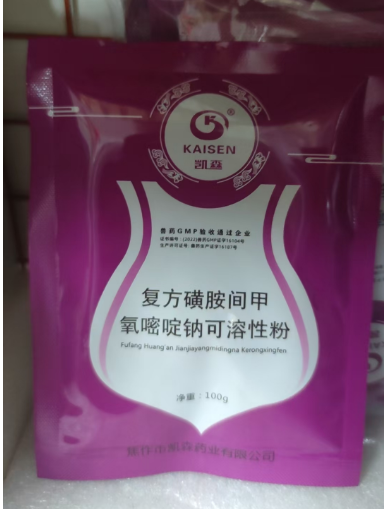 KAISEN
凯森
兽药GMP验收通过企业
复方磺胺间甲
氧嘧啶钠可溶性粉
Fufang Huang an Jianjiayangmidingna Kerongxingfen
净重：100g